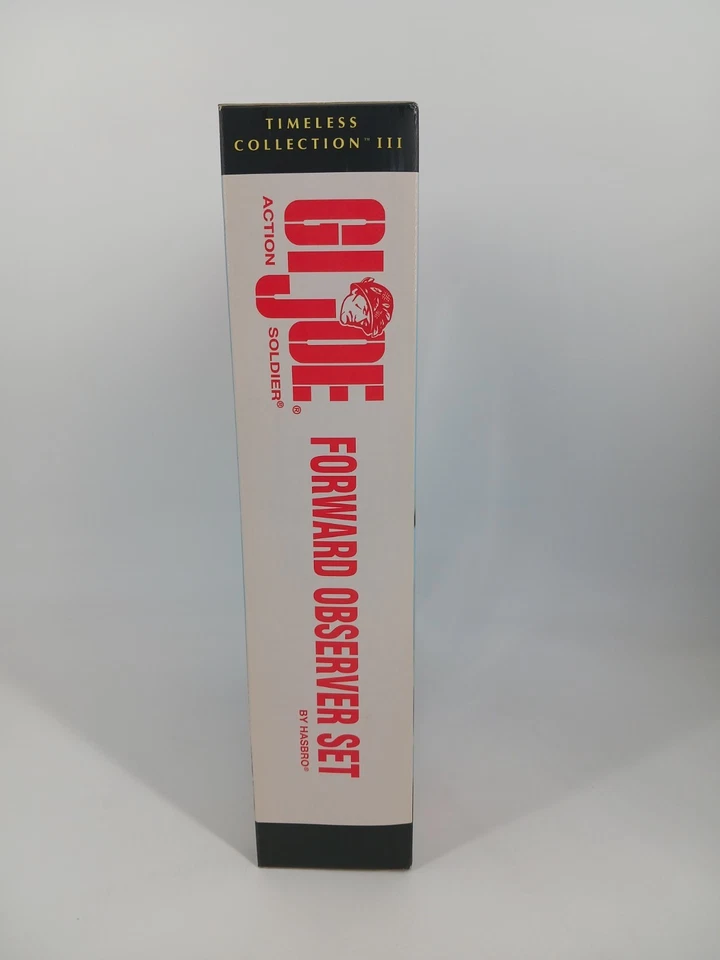 TIMELESS
COLLECTION™ III
GI JOE®
ACTION SOLDIER®
FORWARD OBSERVER SET
BY HASBRO®